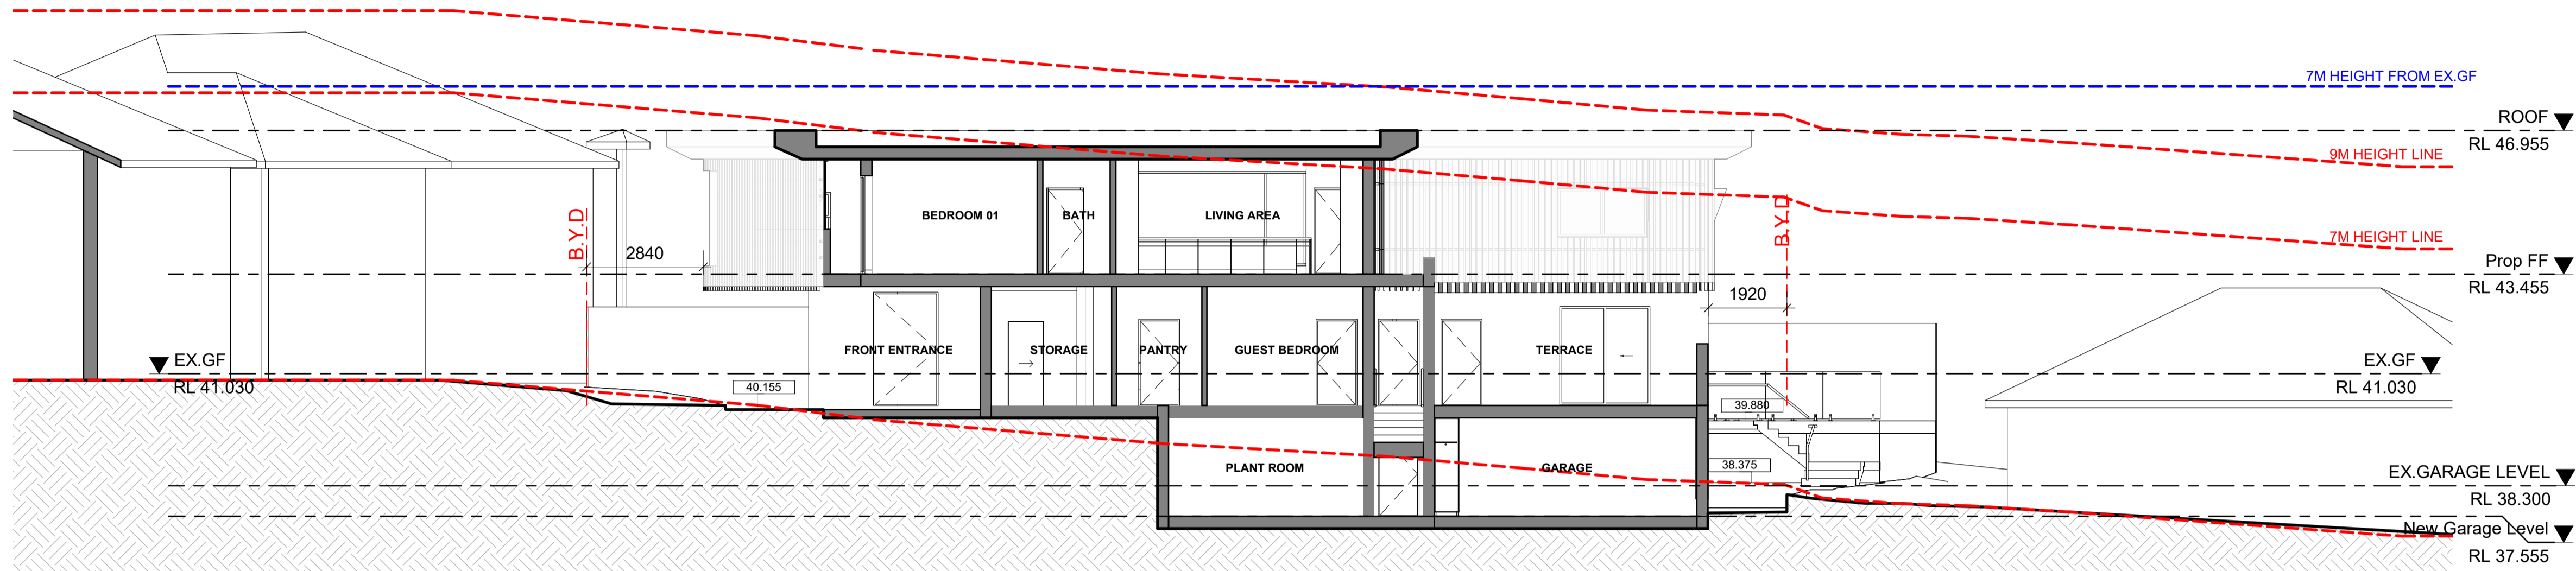 7M HEIGHT FROM EX.GF
ROOF
RL 46.955
9M HEIGHT LINE
BEDROOM 01
BATH
LIVING AREA
B.Y.D
B.Y.D
7M HEIGHT LINE
2840
Prop FF
RL 43.455
1920
FRONT ENTRANCE
STORAGE
PANTRY
GUEST BEDROOM
TERRACE
EX.GF
RL 41.030
EX.GF
RL 41.030
40.155
39.880
PLANT ROOM
GARAGE
38.375
EX.GARAGE LEVEL
RL 38.300
New Garage Level
RL 37.555